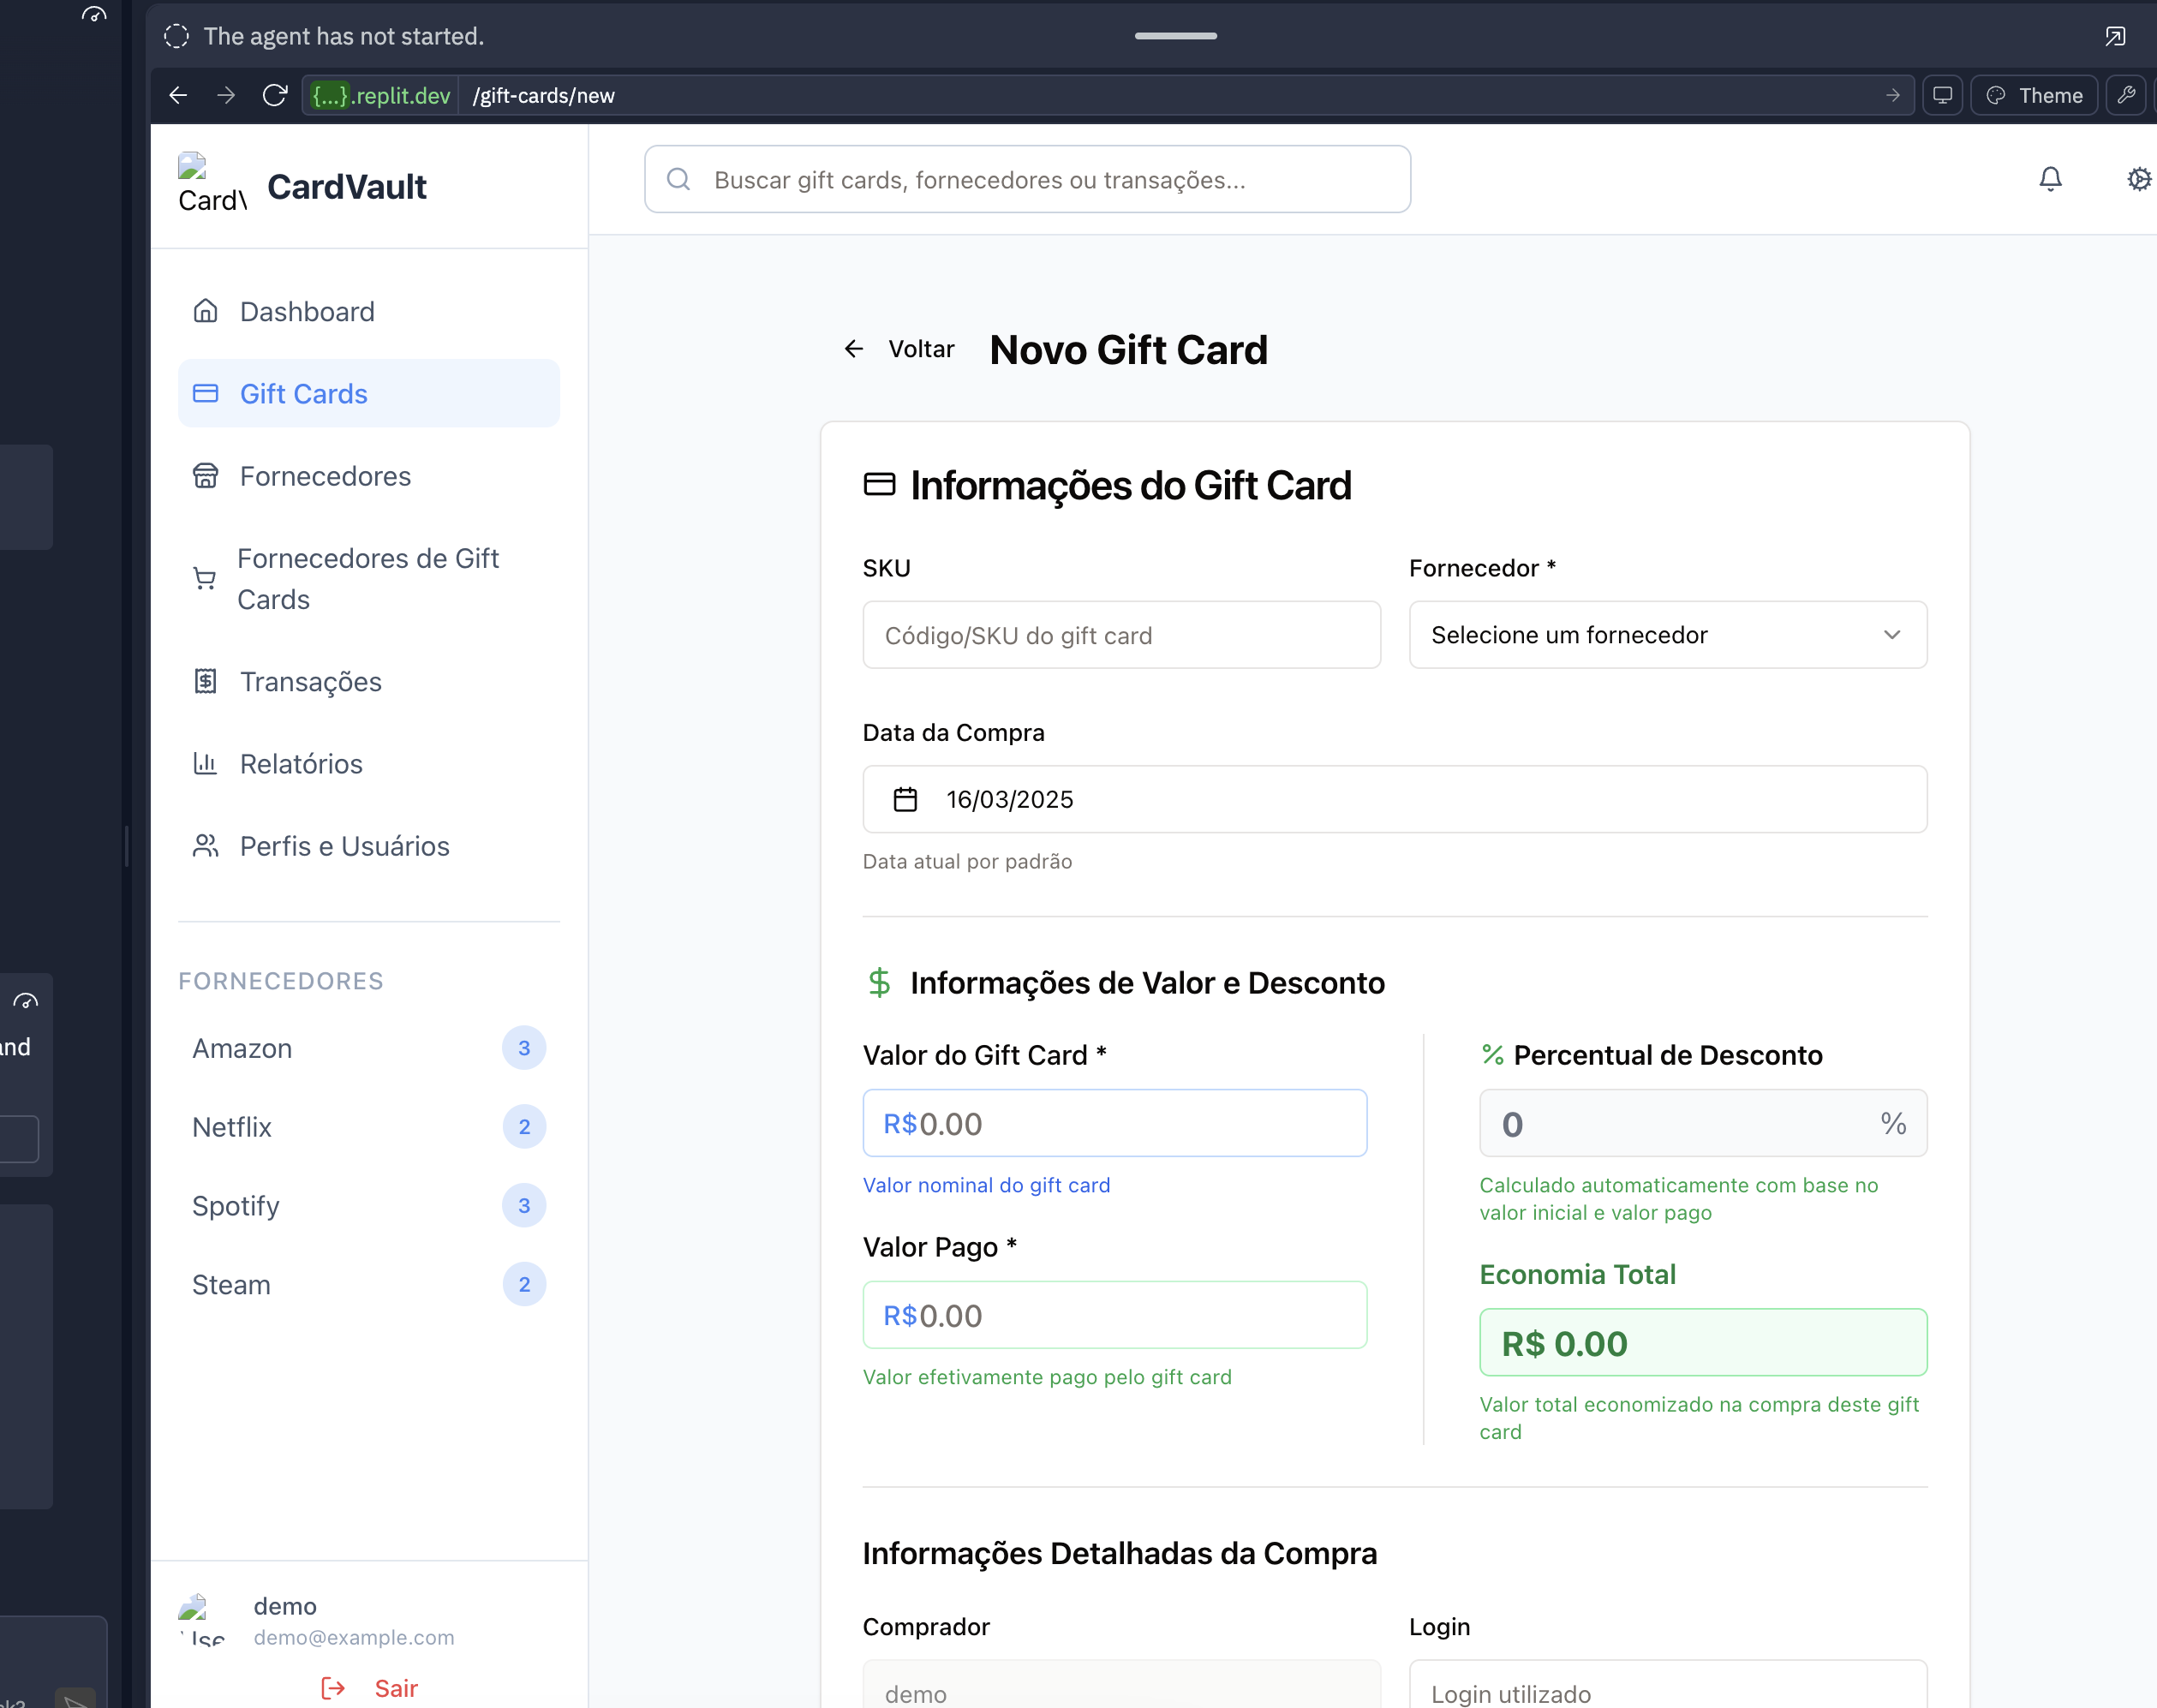 The agent has not started.
{...}.replit.dev /gift-cards/new
Theme
CardVault
Buscar gift cards, fornecedores ou transações...
Dashboard
Gift Cards
Fornecedores
Fornecedores de Gift
Cards
Transações
Relatórios
Perfis e Usuários
FORNECEDORES
Amazon 3
Netflix 2
Spotify 3
Steam 2
demo
demo@example.com
Sair
Voltar
Novo Gift Card
Informações do Gift Card
SKU
Código/SKU do gift card
Fornecedor *
Selecione um fornecedor
Data da Compra
16/03/2025
Data atual por padrão
Informações de Valor e Desconto
Valor do Gift Card *
R$0.00
Valor nominal do gift card
Valor Pago *
R$0.00
Valor efetivamente pago pelo gift card
% Percentual de Desconto
0 %
Calculado automaticamente com base no
valor inicial e valor pago
Economia Total
R$ 0.00
Valor total economizado na compra deste gift
card
Informações Detalhadas da Compra
Comprador
demo
Login
Login utilizado